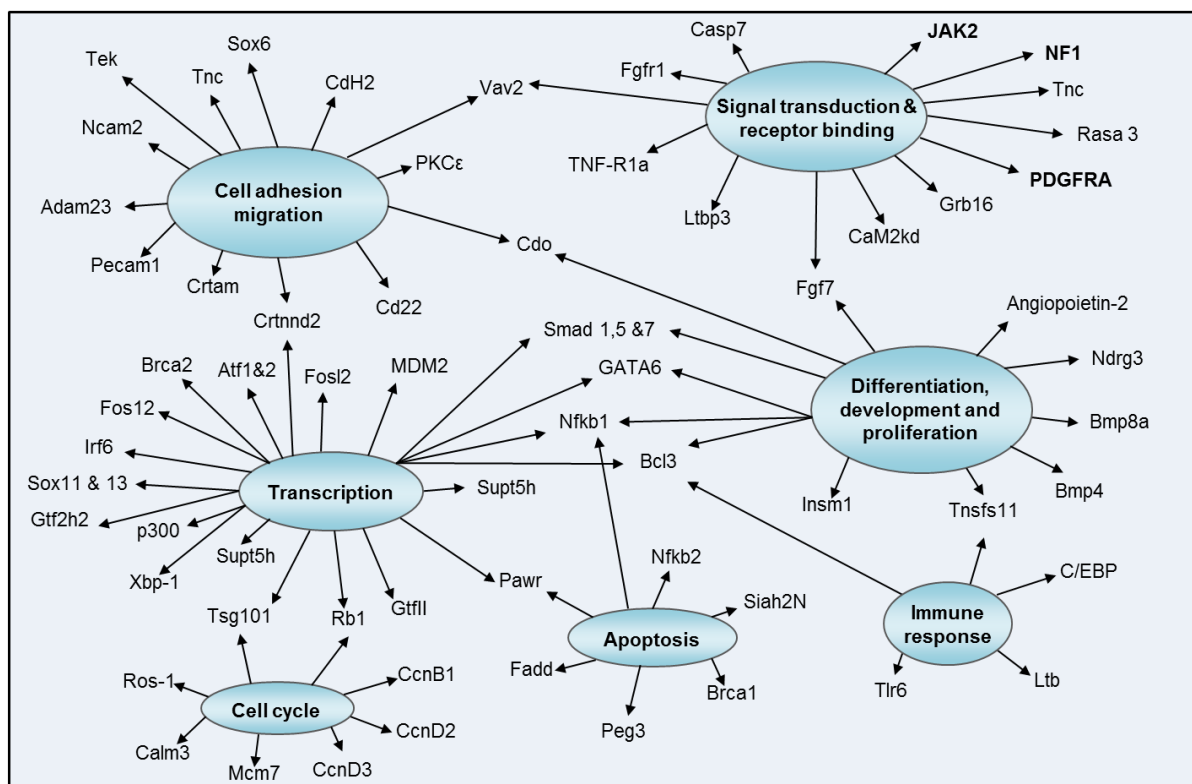 Casp7
JAK2
Sox6
Tek
Tnc
CdH2
Fgfr1
NF1
Vav2
Tnc
Signal transduction &
receptor binding
Ncam2
Rasa 3
PKCε
TNF-R1a
Cell adhesion
migration
PDGFRA
Adam23
Grb16
Ltbp3
CaM2kd
Cdo
Pecam1
Crtam
Cd22
Fgf7
Angiopoietin-2
Crtnnd2
Smad 1,5 &7
Brca2
Atf1&2
Fosl2
MDM2
GATA6
Ndrg3
Differentiation,
development and
proliferation
Fos12
Nfkb1
Bmp8a
Irf6
Bcl3
Sox11 & 13
Transcription
Supt5h
Bmp4
Insm1
Tnsfs11
Gtf2h2
p300
Supt5h
Nfkb2
Xbp-1
Pawr
C/EBP
Tsg101
Rb1
GtfII
Siah2N
Immune
response
Apoptosis
Fadd
Ros-1
CcnB1
Brca1
Tlr6
Ltb
Cell cycle
CcnD2
Peg3
Calm3
Mcm7
CcnD3